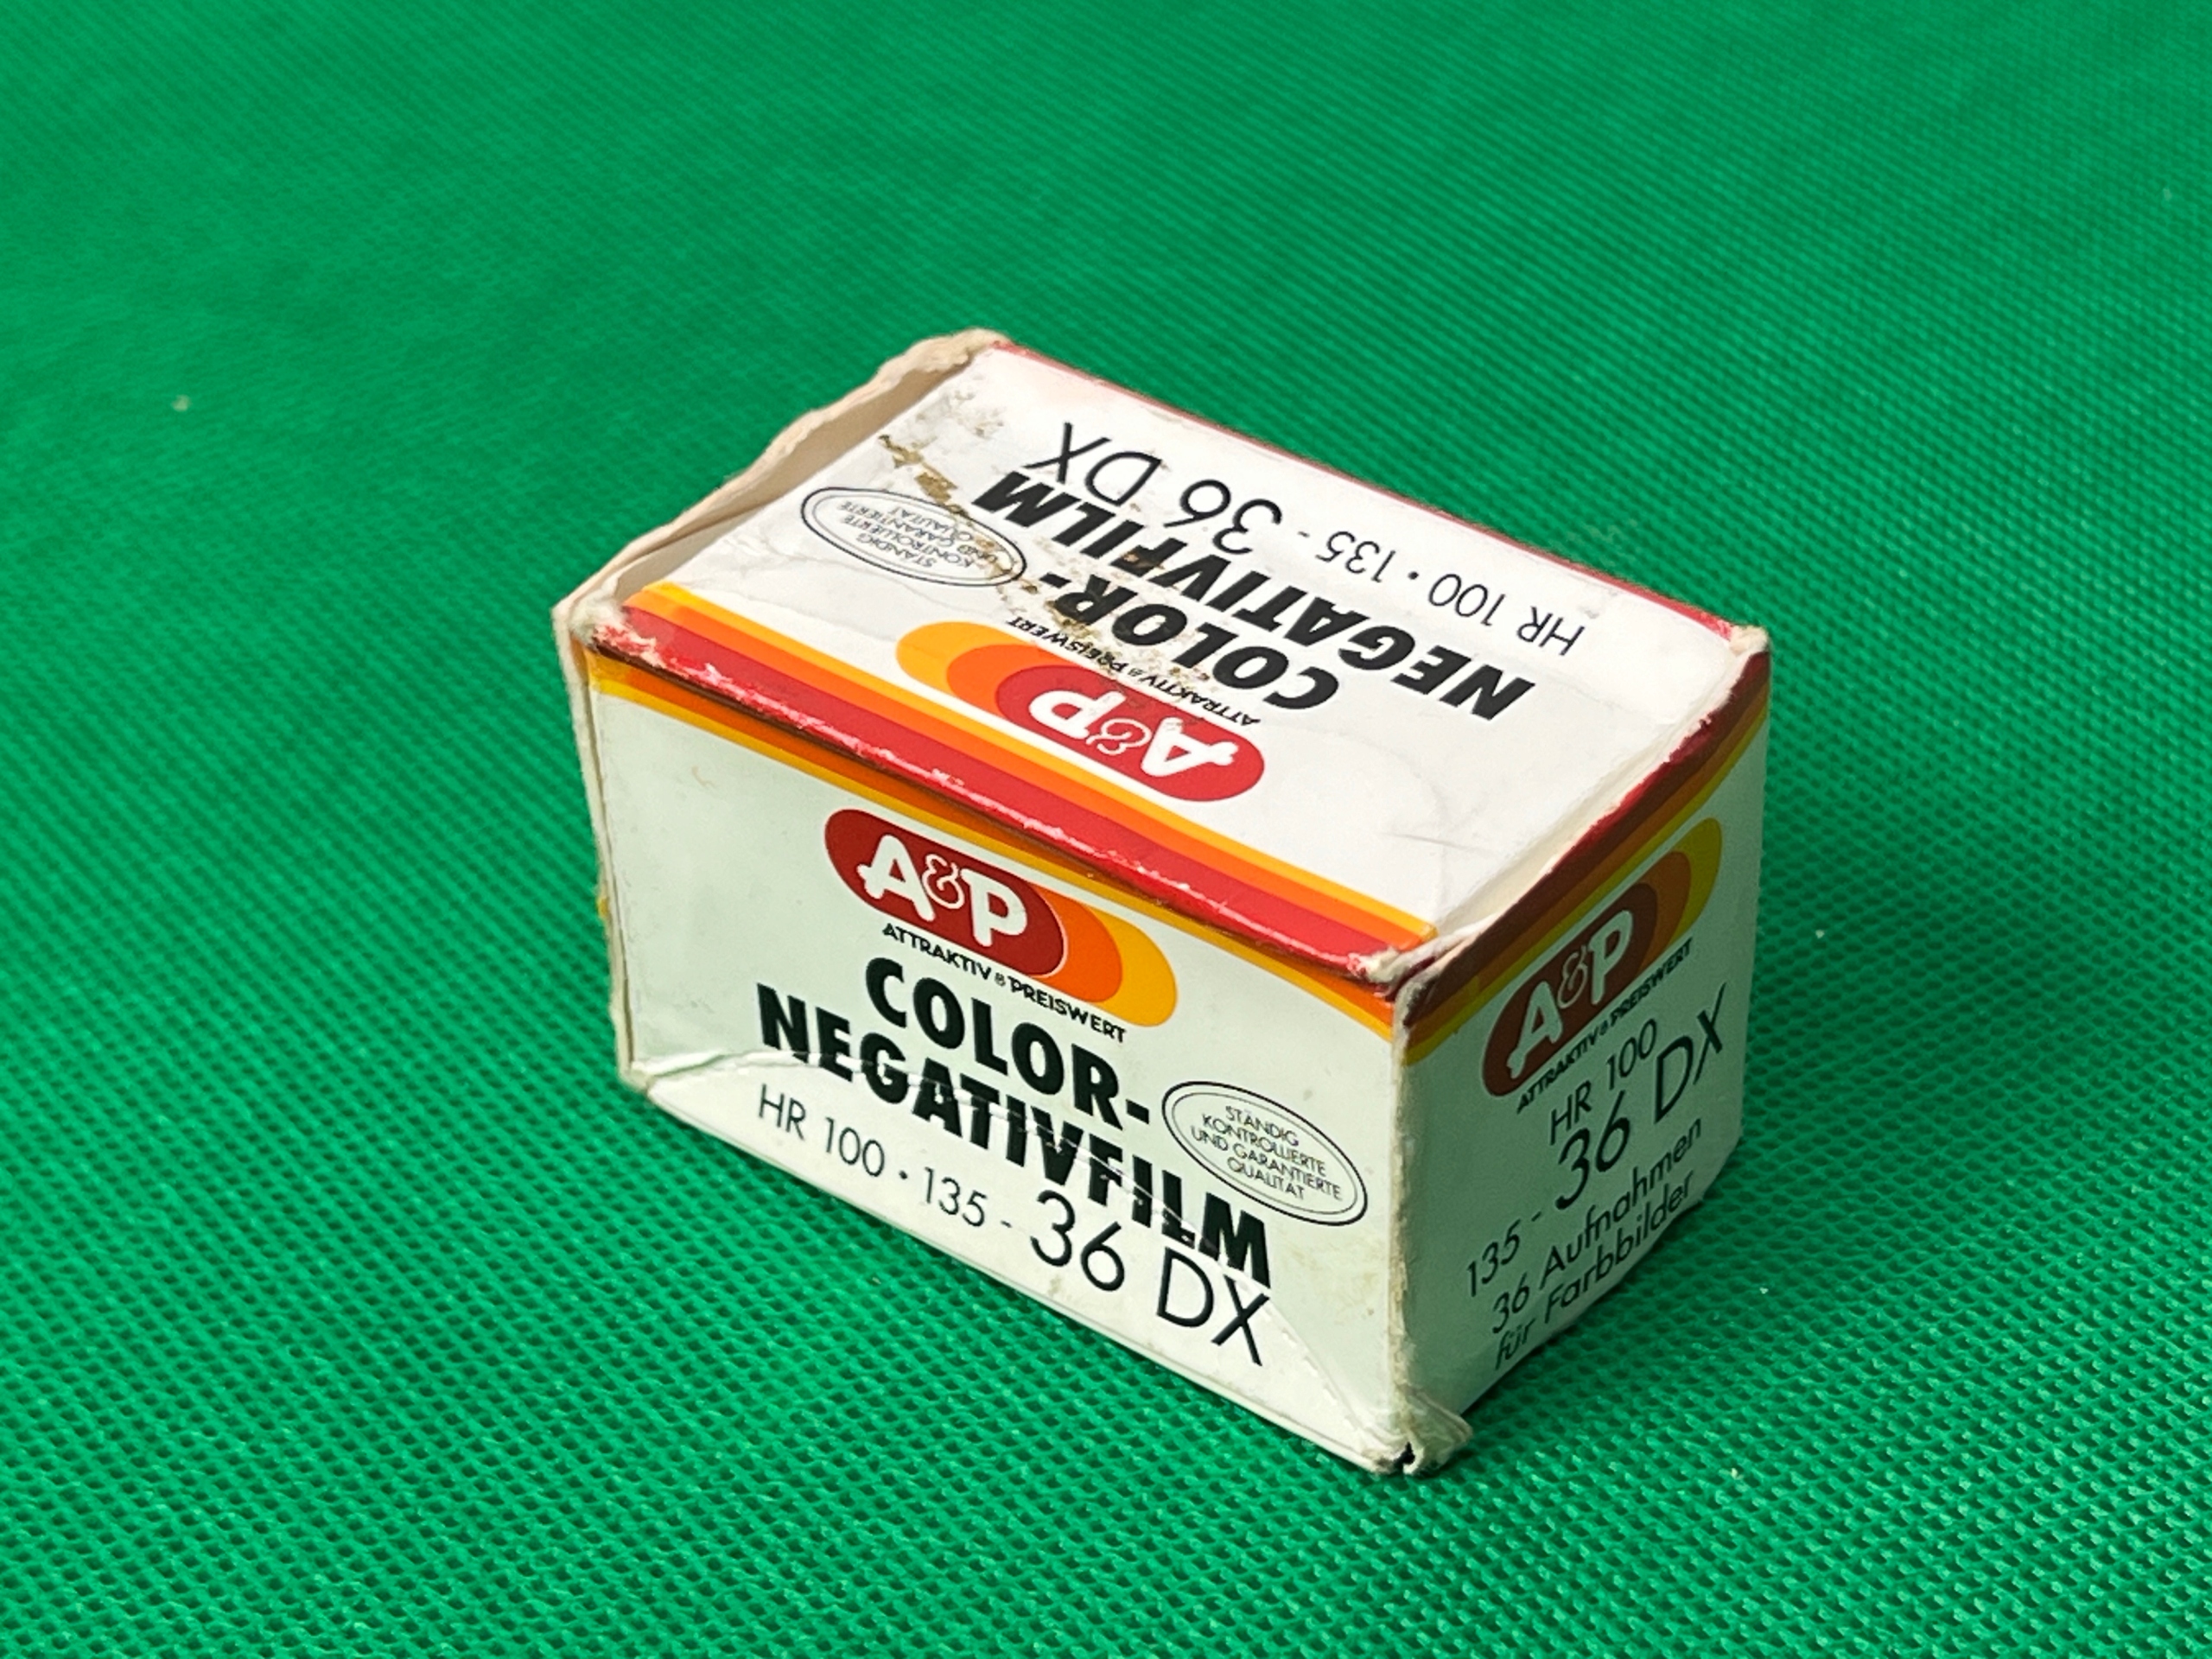 HR 100 • 135 - 36 DX
COLOR-
NEGATIVFILM
STÄNDIG
KONTROLLIERTE
UND GARANTIERTE
QUALITÄT
ATTRAKTIV & PREISWERT
A&P
A&P
ATTRAKTIV & PREISWERT
COLOR-
NEGATIVFILM
HR 100 • 135 - 36 DX
STÄNDIG
KONTROLLIERTE
UND GARANTIERTE
QUALITÄT
A&P
ATTRAKTIV & PREISWERT
HR 100
135 - 36 DX
36 Aufnahmen
für Farbbilder